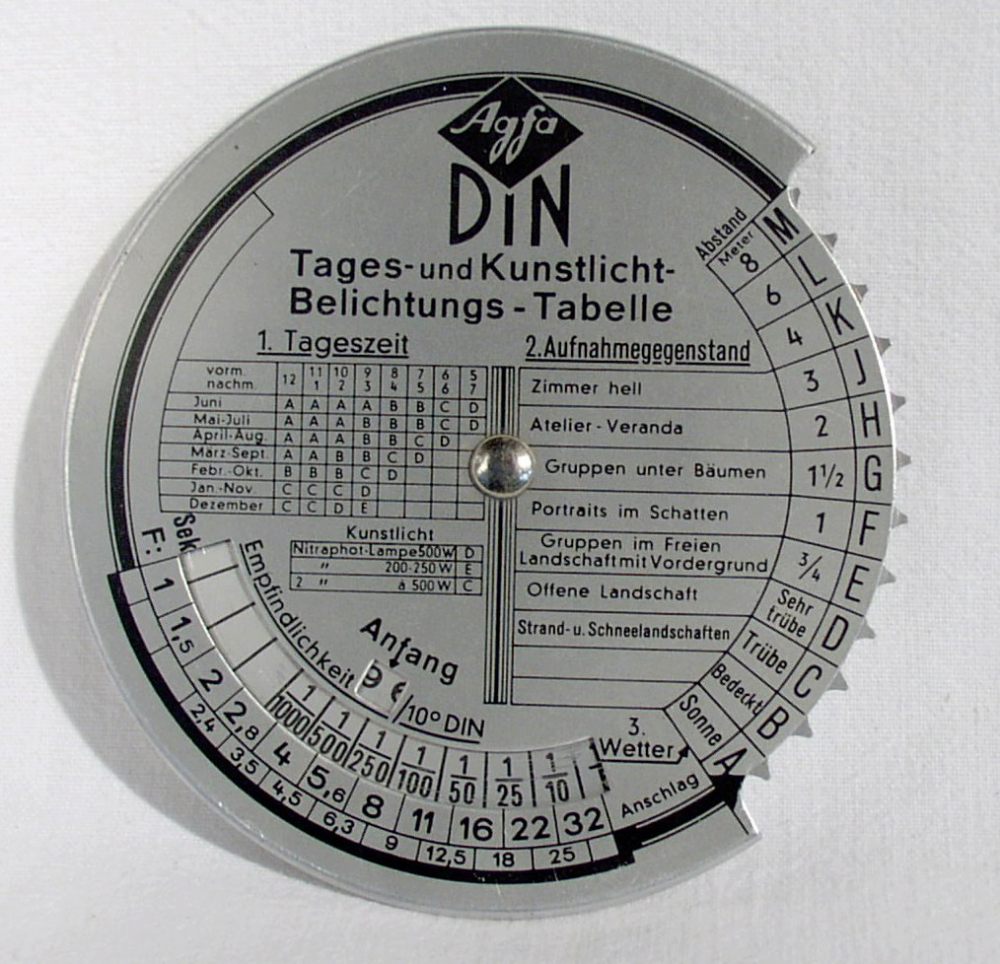 Agfa
DIN
Tages- und Kunstlicht-
Belichtungs-Tabelle
1. Tageszeit
vorm. 12 11 10 9 8 7 6 5
nachm. 1 2 3 4 5 6 7
Juni A A A A B B C D
Mai-Juli A A A B B B C D
April-Aug. A A A B B C D
März-Sept. A A B B C D
Febr.-Okt. B B B C D
Jan.-Nov. C C C D
Dezember C C D E
Kunstlicht
Nitraphot-Lampe 500W D
" 200-250 W E
2 " à 500 W C
2. Aufnahmegegenstand
Zimmer hell
Atelier-Veranda
Gruppen unter Bäumen
Portraits im Schatten
Gruppen im Freien
Landschaft mit Vordergrund
Offene Landschaft
Strand- u. Schneelandschaften
3.
Wetter
Abstand
Meter
8 M
6 L
4 K
3 J
2 H
1½ G
1 F
¾ E
Sehr trübe D
Trübe C
Bedeckt B
Sonne A
Anschlag
Anfang
Empfindlichkeit /10° DIN
Sek.
1/1000 1/500 1/250 1/100 1/50 1/25 1/10
F: 1 1,5 2 2,8 4 5,6 8 11 16 22 32
2,4 3,5 4,5 6,3 9 12,5 18 25